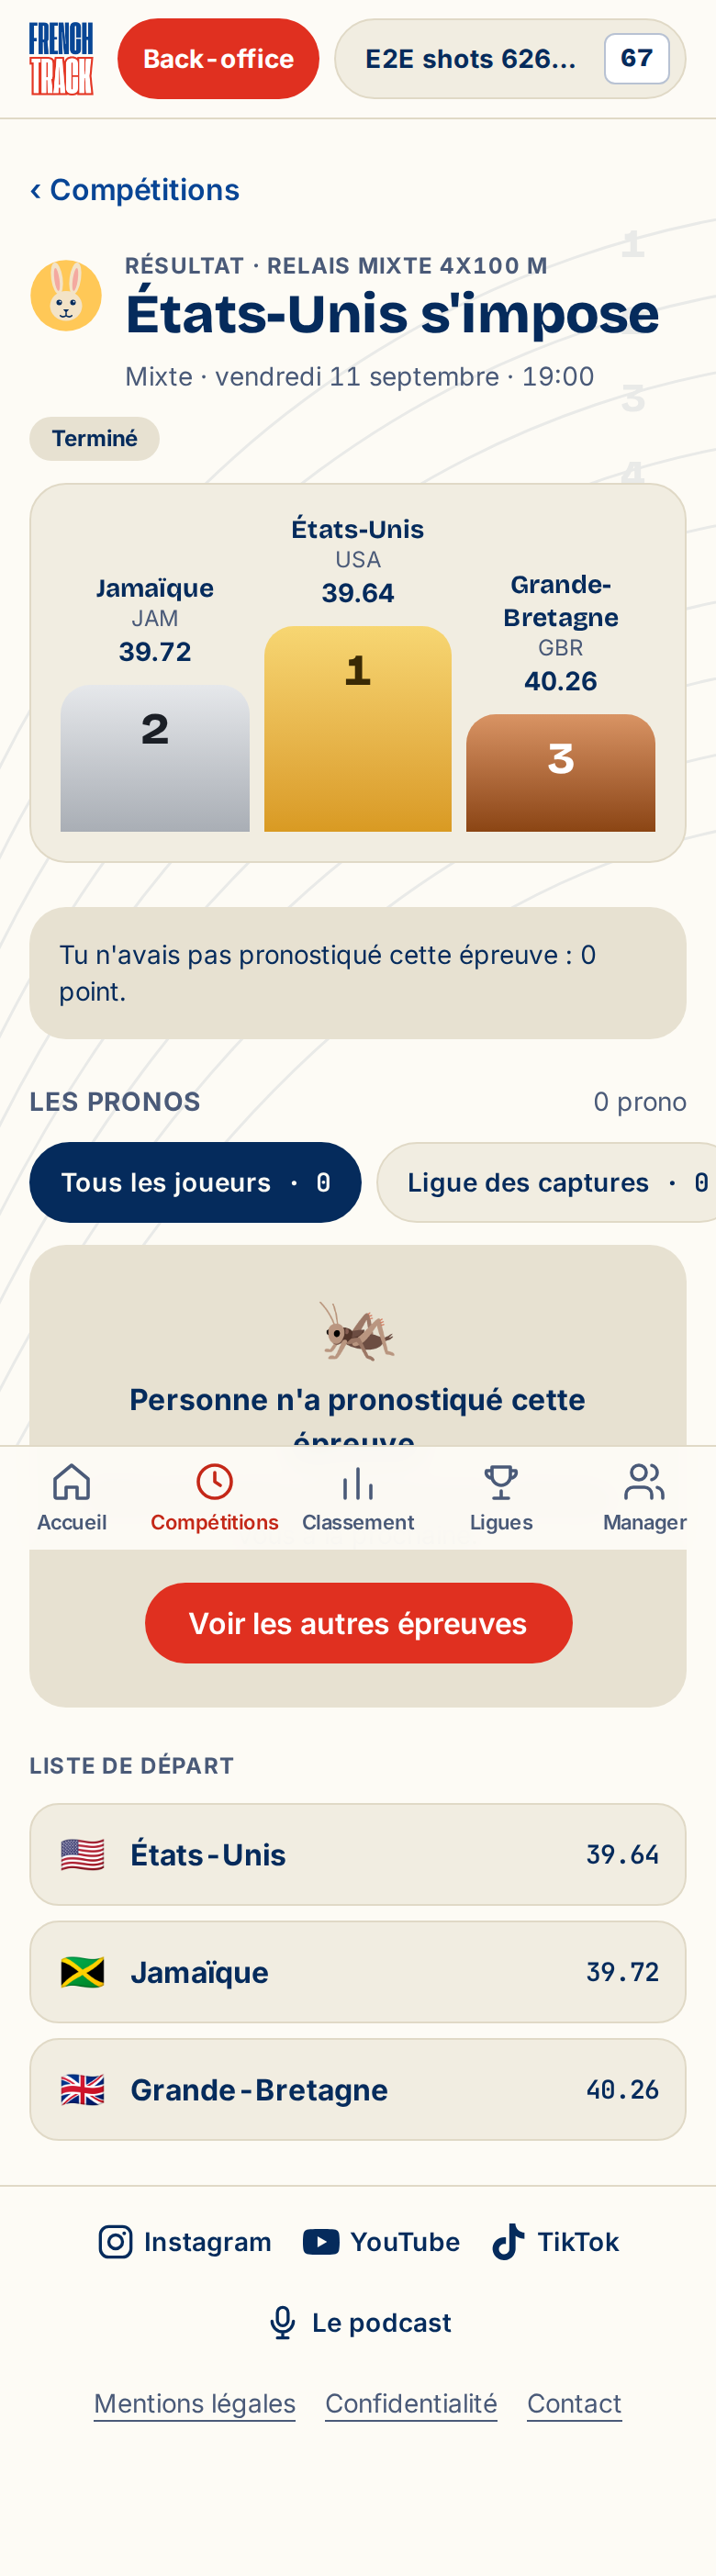 FRENCH
TRACK
Back-office
E2E shots 626...
67
‹ Compétitions
RÉSULTAT · RELAIS MIXTE 4X100 M
États-Unis s'impose
Mixte · vendredi 11 septembre · 19:00
1
3
4
Terminé
États-Unis
USA
39.64
1
Jamaïque
JAM
39.72
2
Grande-
Bretagne
GBR
40.26
3
Tu n'avais pas pronostiqué cette épreuve : 0
point.
LES PRONOS
0 prono
Tous les joueurs · 0
Ligue des captures · 0
Personne n'a pronostiqué cette
épreuve
Accueil
Compétitions
Classement
Ligues
Manager
Voir les autres épreuves
LISTE DE DÉPART
États-Unis 39.64
Jamaïque 39.72
Grande-Bretagne 40.26
Instagram
YouTube
TikTok
Le podcast
Mentions légales
Confidentialité
Contact